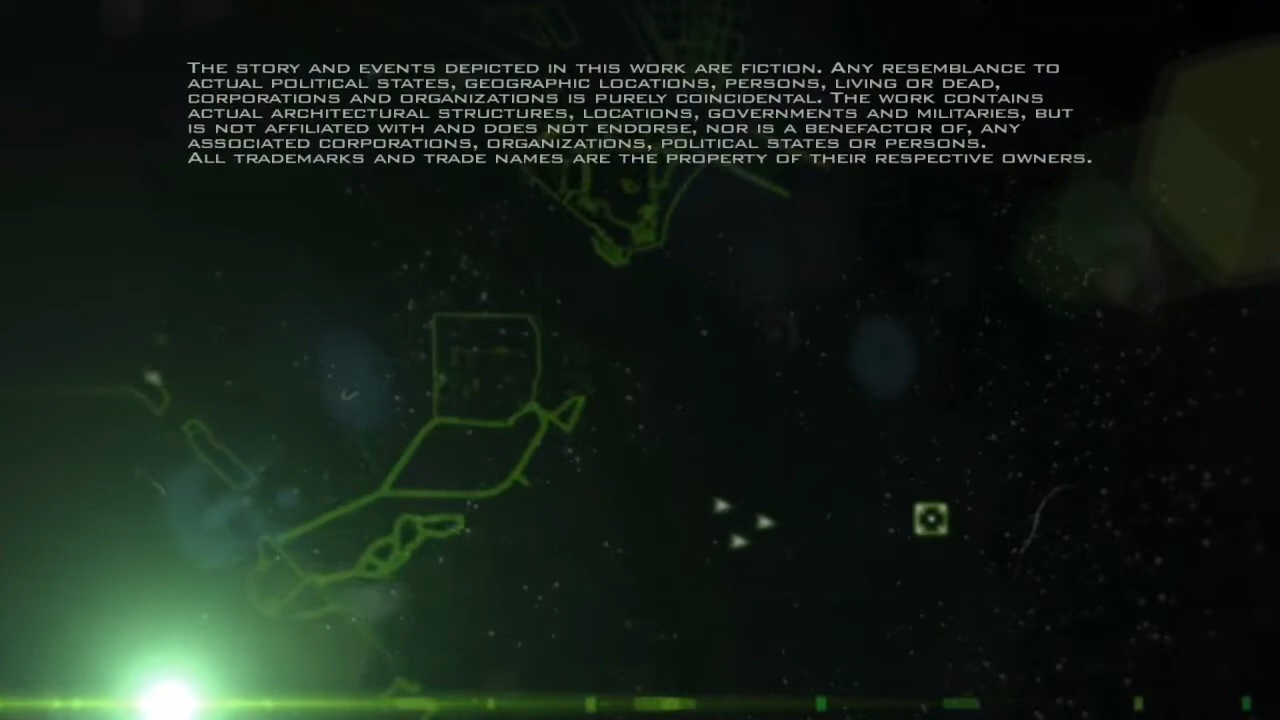 THE STORY AND EVENTS DEPICTED IN THIS WORK ARE FICTION. ANY RESEMBLANCE TO
ACTUAL POLITICAL STATES, GEOGRAPHIC LOCATIONS, PERSONS, LIVING OR DEAD,
CORPORATIONS AND ORGANIZATIONS IS PURELY COINCIDENTAL. THE WORK CONTAINS
ACTUAL ARCHITECTURAL STRUCTURES, LOCATIONS, GOVERNMENTS AND MILITARIES, BUT
IS NOT AFFILIATED WITH AND DOES NOT ENDORSE, NOR IS A BENEFACTOR OF, ANY
ASSOCIATED CORPORATIONS, ORGANIZATIONS, POLITICAL STATES OR PERSONS.
ALL TRADEMARKS AND TRADE NAMES ARE THE PROPERTY OF THEIR RESPECTIVE OWNERS.